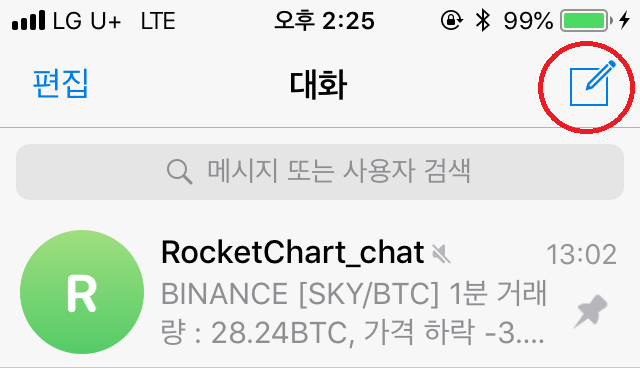 LG U+ LTE 오후 2:25 99%
편집 대화
메시지 또는 사용자 검색
R RocketChart_chat 13:02
BINANCE [SKY/BTC] 1분 거래
량 : 28.24BTC, 가격 하락 -3....